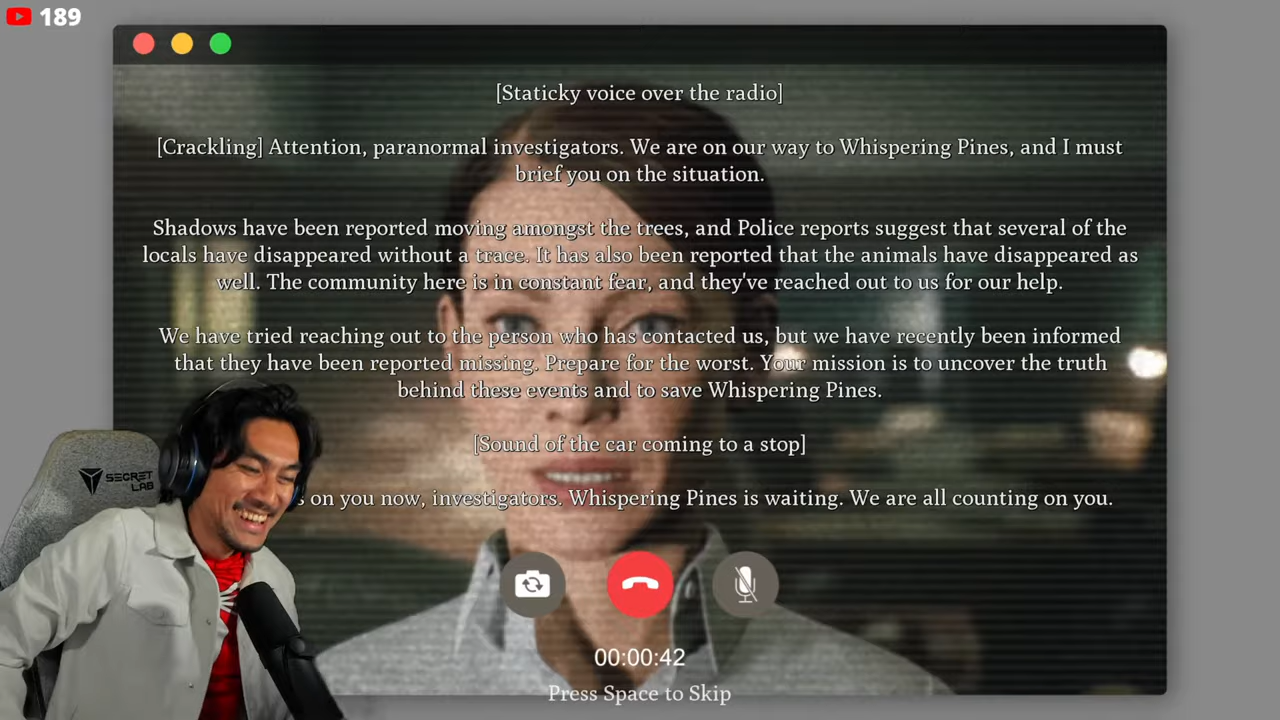 189
[Staticky voice over the radio]
[Crackling] Attention, paranormal investigators. We are on our way to Whispering Pines, and I must
brief you on the situation.
Shadows have been reported moving amongst the trees, and Police reports suggest that several of the
locals have disappeared without a trace. It has also been reported that the animals have disappeared as
well. The community here is in constant fear, and they've reached out to us for our help.
We have tried reaching out to the person who has contacted us, but we have recently been informed
that they have been reported missing. Prepare for the worst. Your mission is to uncover the truth
behind these events and to save Whispering Pines.
[Sound of the car coming to a stop]
on you now, investigators. Whispering Pines is waiting. We are all counting on you.
SECRET
LAB
00:00:42
Press Space to Skip